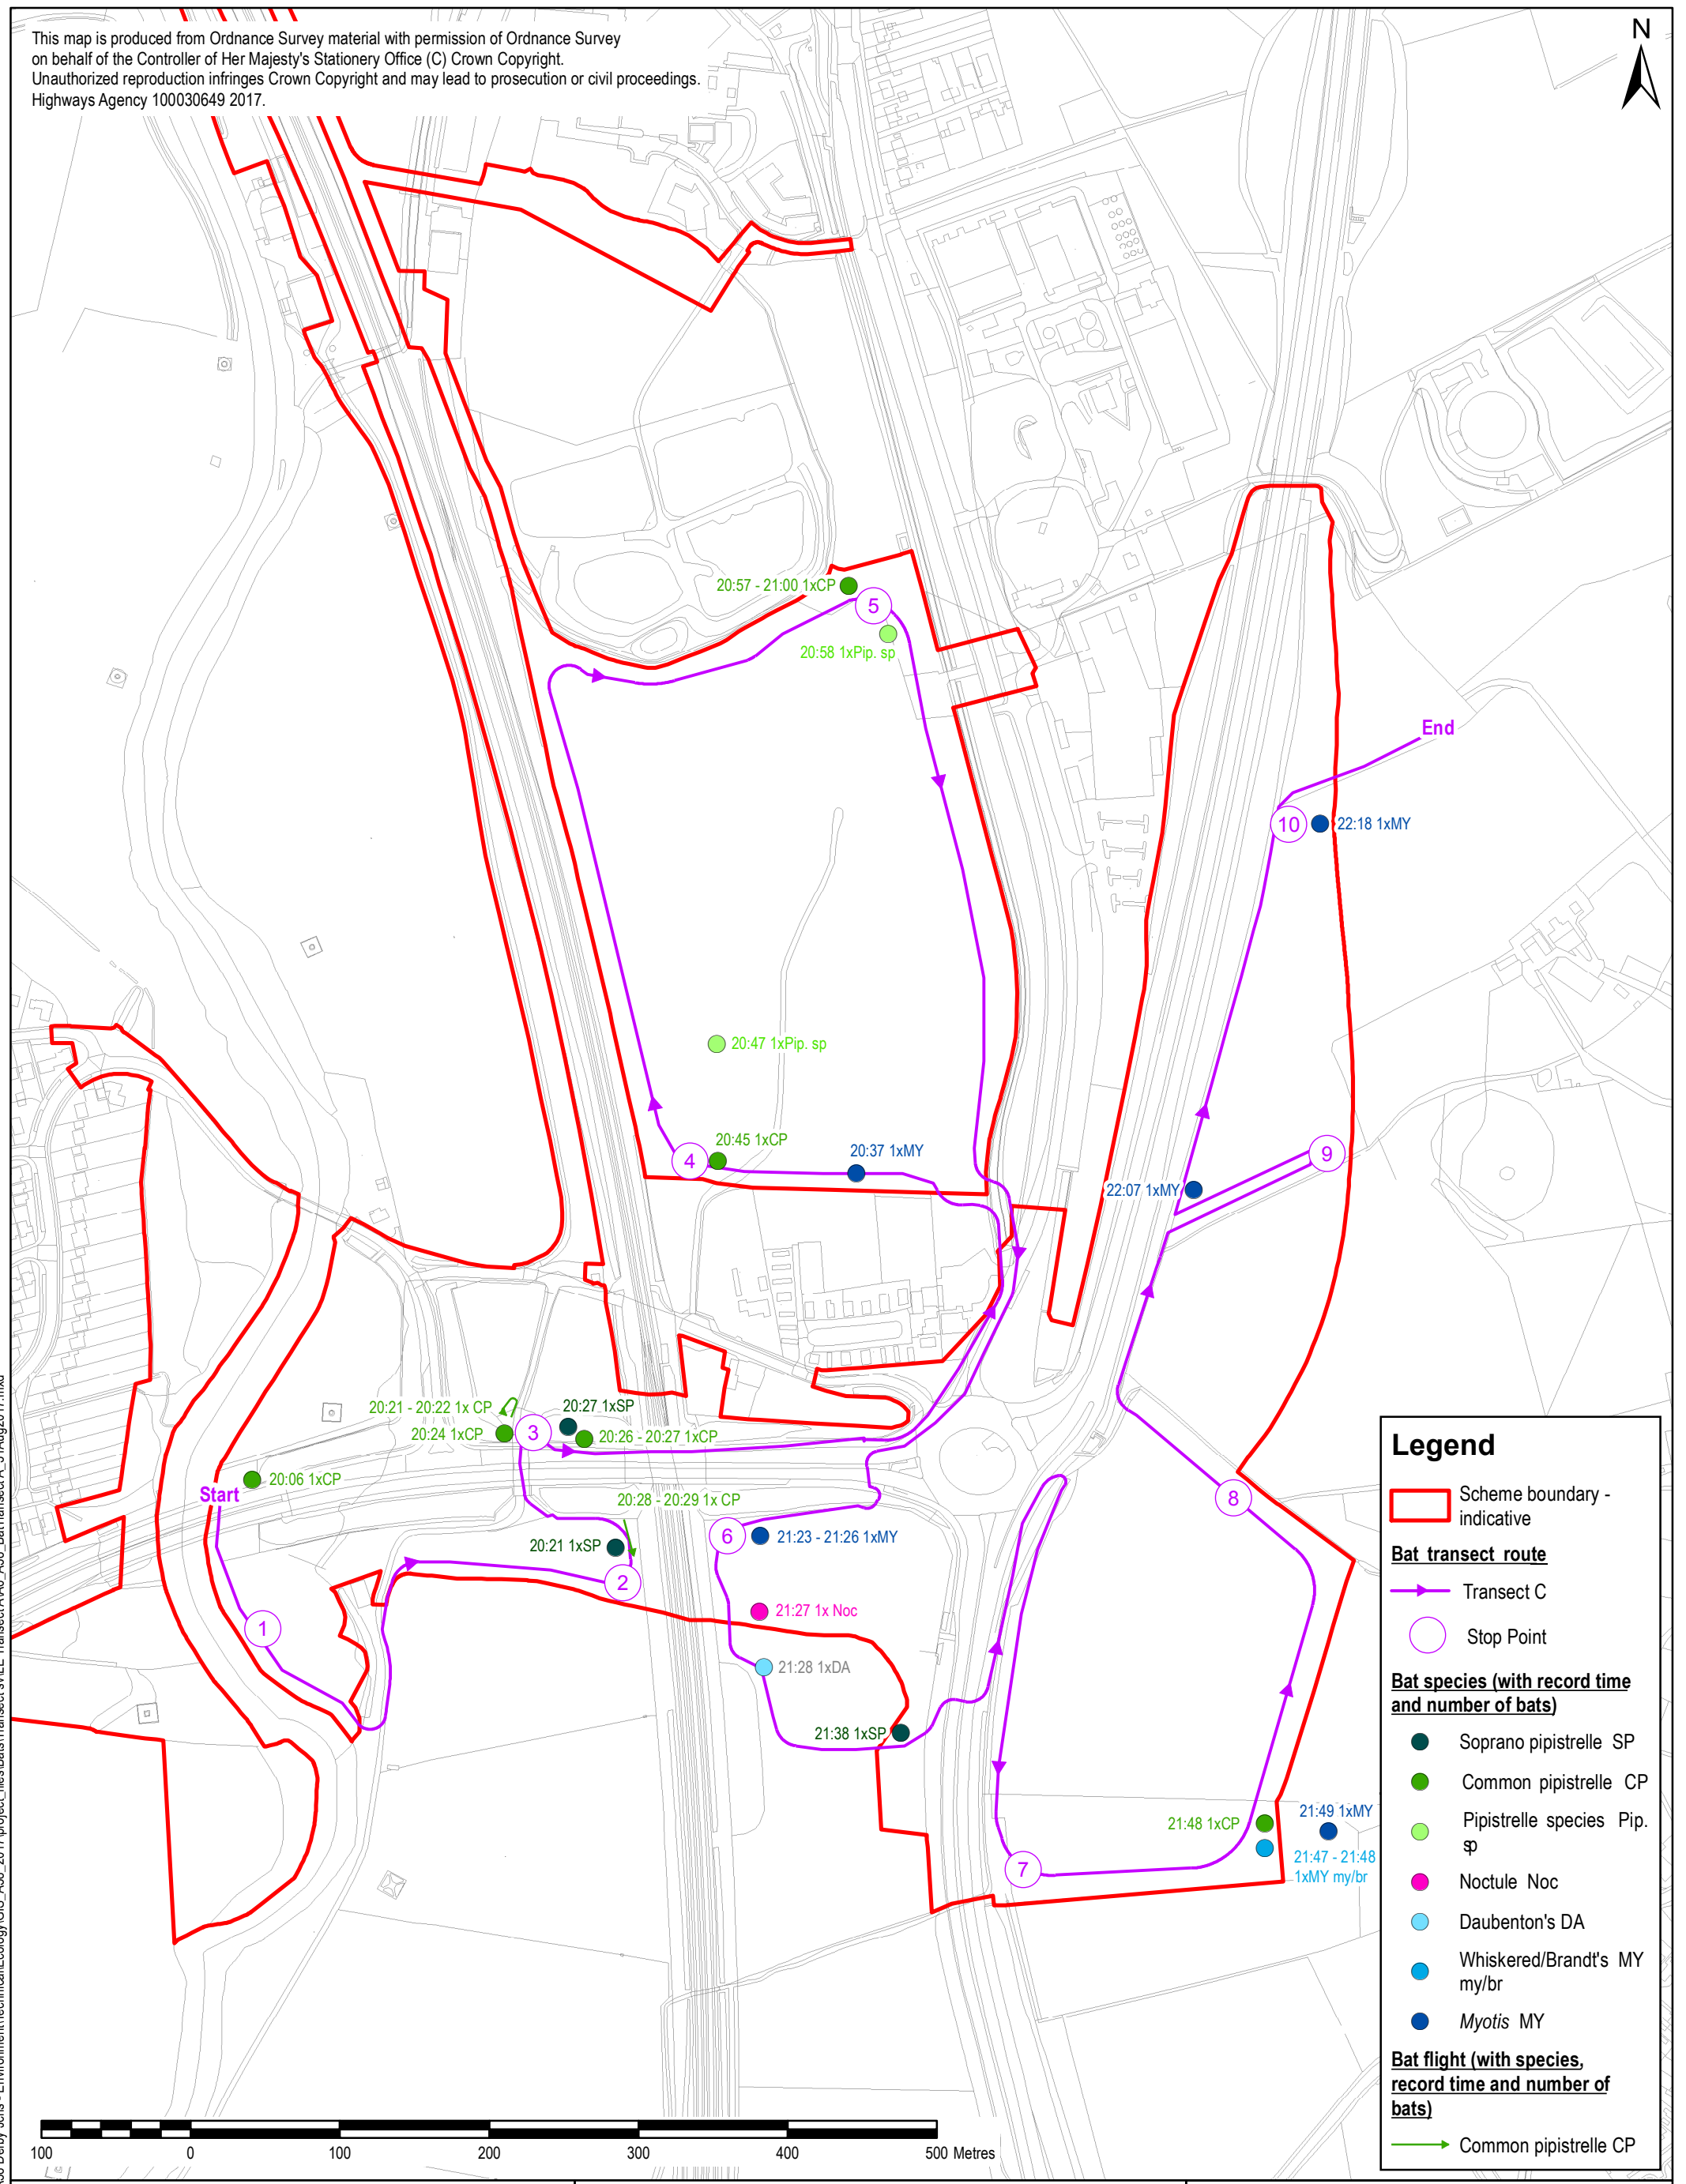 This map is produced from Ordnance Survey material with permission of Ordnance Survey
on behalf of the Controller of Her Majesty's Stationery Office (C) Crown Copyright.
Unauthorized reproduction infringes Crown Copyright and may lead to prosecution or civil proceedings.
Highways Agency 100030649 2017.
N
20:57 - 21:00 1xCP
5
20:58 1xPip. sp
End
10
22:18 1xMY
20:47 1xPip. sp
20:45 1xCP
4
20:37 1xMY
9
22:07 1xMY
20:21 - 20:22 1x CP
20:27 1xSP
20:24 1xCP
3
20:26 - 20:27 1xCP
20:06 1xCP
Start
20:28 - 20:29 1x CP
8
20:21 1xSP
6
21:23 - 21:26 1xMY
2
21:27 1x Noc
1
21:28 1xDA
21:38 1xSP
21:49 1xMY
21:48 1xCP
21:47 - 21:48
1xMY my/br
7
Legend
Scheme boundary -
indicative
Bat transect route
Transect C
Stop Point
Bat species (with record time
and number of bats)
Soprano pipistrelle SP
Common pipistrelle CP
Pipistrelle species Pip.
sp
Noctule Noc
Daubenton's DA
Whiskered/Brandt's MY
my/br
Myotis MY
Bat flight (with species,
record time and number of
bats)
Common pipistrelle CP
100 0 100 200 300 400 500 Metres